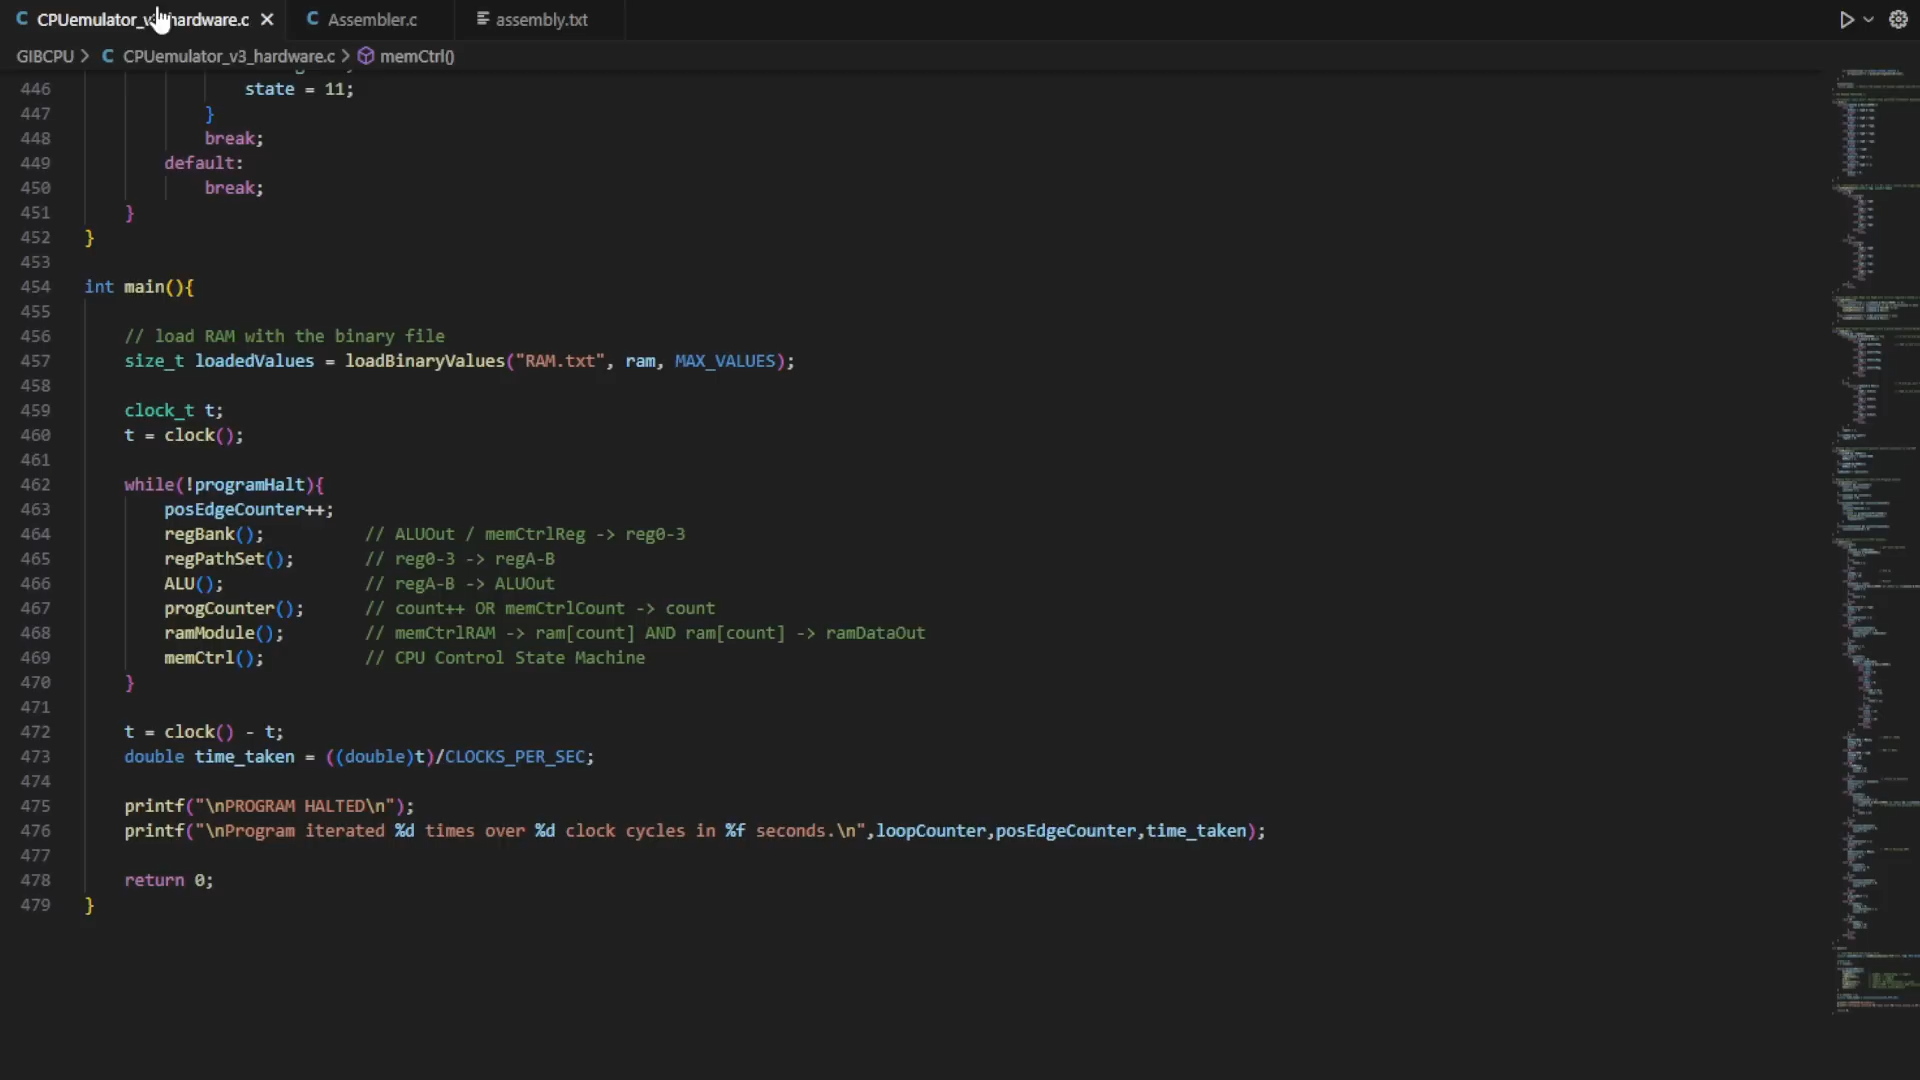 C CPUemulator_v3_hardware.c
C Assembler.c
assembly.txt
GIBCPU > C CPUemulator_v3_hardware.c > memCtrl()
446 state = 11;
447 }
448 break;
449 default:
450 break;
451 }
452 }
453
454 int main(){
455
456 // load RAM with the binary file
457 size_t loadedValues = loadBinaryValues("RAM.txt", ram, MAX_VALUES);
458
459 clock_t t;
460 t = clock();
461
462 while(!programHalt){
463 posEdgeCounter++;
464 regBank(); // ALUOut / memCtrlReg -> reg0-3
465 regPathSet(); // reg0-3 -> regA-B
466 ALU(); // regA-B -> ALUOut
467 progCounter(); // count++ OR memCtrlCount -> count
468 ramModule(); // memCtrlRAM -> ram[count] AND ram[count] -> ramDataOut
469 memCtrl(); // CPU Control State Machine
470 }
471
472 t = clock() - t;
473 double time_taken = ((double)t)/CLOCKS_PER_SEC;
474
475 printf("\nPROGRAM HALTED\n");
476 printf("\nProgram iterated %d times over %d clock cycles in %f seconds.\n",loopCounter,posEdgeCounter,time_taken);
477
478 return 0;
479 }